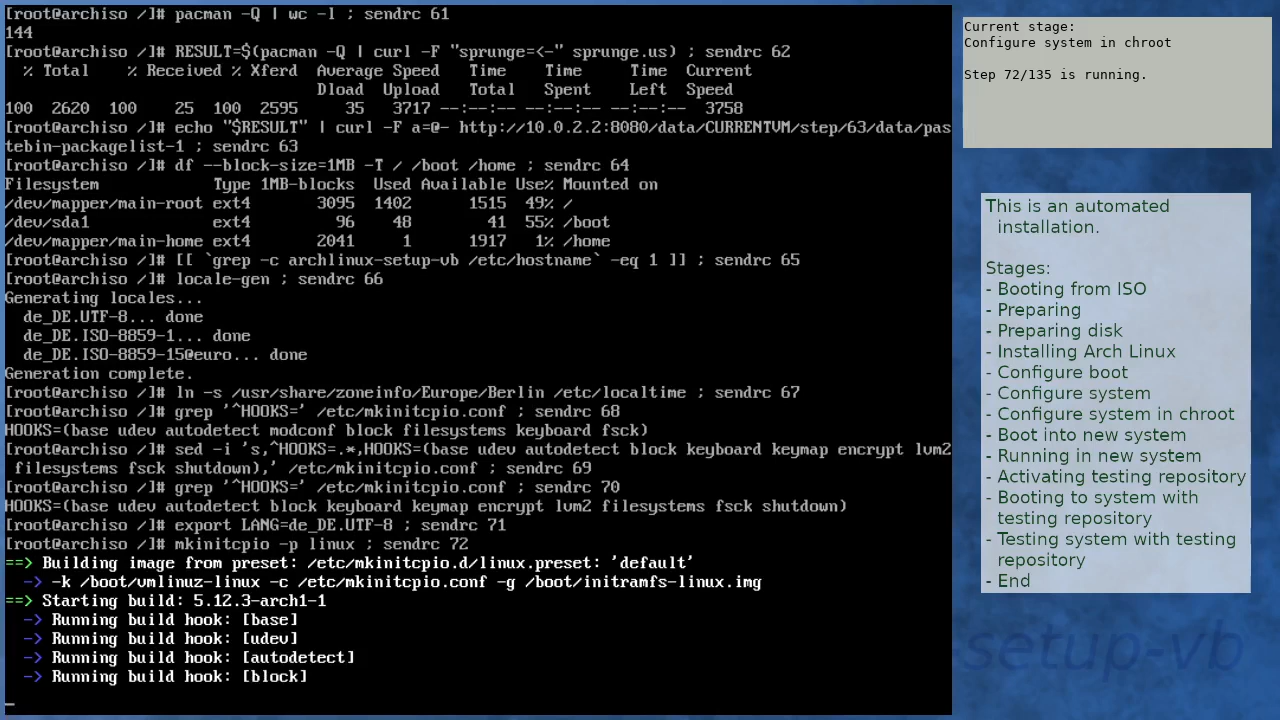 [root@archiso /]# pacman -Q | wc -l ; sendrc 61
144
[root@archiso /]# RESULT=$(pacman -Q | curl -F "sprunge=<-" sprunge.us) ; sendrc 62
  % Total    % Received % Xferd  Average Speed   Time    Time     Time  Current
                                 Dload  Upload   Total   Spent    Left  Speed
100  2620  100    25  100  2595     35   3717 --:--:-- --:--:-- --:--:--  3758
[root@archiso /]# echo "$RESULT" | curl -F a=@- http://10.0.2.2:8080/data/CURRENTVM/step/63/data/pas
tebin-packagelist-1 ; sendrc 63
[root@archiso /]# df --block-size=1MB -T / /boot /home ; sendrc 64
Filesystem            Type 1MB-blocks  Used Available Use% Mounted on
/dev/mapper/main-root ext4       3095  1402      1515  49% /
/dev/sda1             ext4         96    48        41  55% /boot
/dev/mapper/main-home ext4       2041     1      1917   1% /home
[root@archiso /]# [[ `grep -c archlinux-setup-vb /etc/hostname` -eq 1 ]] ; sendrc 65
[root@archiso /]# locale-gen ; sendrc 66
Generating locales...
  de_DE.UTF-8... done
  de_DE.ISO-8859-1... done
  de_DE.ISO-8859-15@euro... done
Generation complete.
[root@archiso /]# ln -s /usr/share/zoneinfo/Europe/Berlin /etc/localtime ; sendrc 67
[root@archiso /]# grep '^HOOKS=' /etc/mkinitcpio.conf ; sendrc 68
HOOKS=(base udev autodetect modconf block filesystems keyboard fsck)
[root@archiso /]# sed -i 's,^HOOKS=.*,HOOKS=(base udev autodetect block keyboard keymap encrypt lvm2
 filesystems fsck shutdown),' /etc/mkinitcpio.conf ; sendrc 69
[root@archiso /]# grep '^HOOKS=' /etc/mkinitcpio.conf ; sendrc 70
HOOKS=(base udev autodetect block keyboard keymap encrypt lvm2 filesystems fsck shutdown)
[root@archiso /]# export LANG=de_DE.UTF-8 ; sendrc 71
[root@archiso /]# mkinitcpio -p linux ; sendrc 72
==> Building image from preset: /etc/mkinitcpio.d/linux.preset: 'default'
  -> -k /boot/vmlinuz-linux -c /etc/mkinitcpio.conf -g /boot/initramfs-linux.img
==> Starting build: 5.12.3-arch1-1
  -> Running build hook: [base]
  -> Running build hook: [udev]
  -> Running build hook: [autodetect]
  -> Running build hook: [block]
_
Current stage:
Configure system in chroot
Step 72/135 is running.
This is an automated
installation.
Stages:
- Booting from ISO
- Preparing
- Preparing disk
- Installing Arch Linux
- Configure boot
- Configure system
- Configure system in chroot
- Boot into new system
- Running in new system
- Activating testing repository
- Booting to system with
testing repository
- Testing system with testing
repository
- End
setup-vb